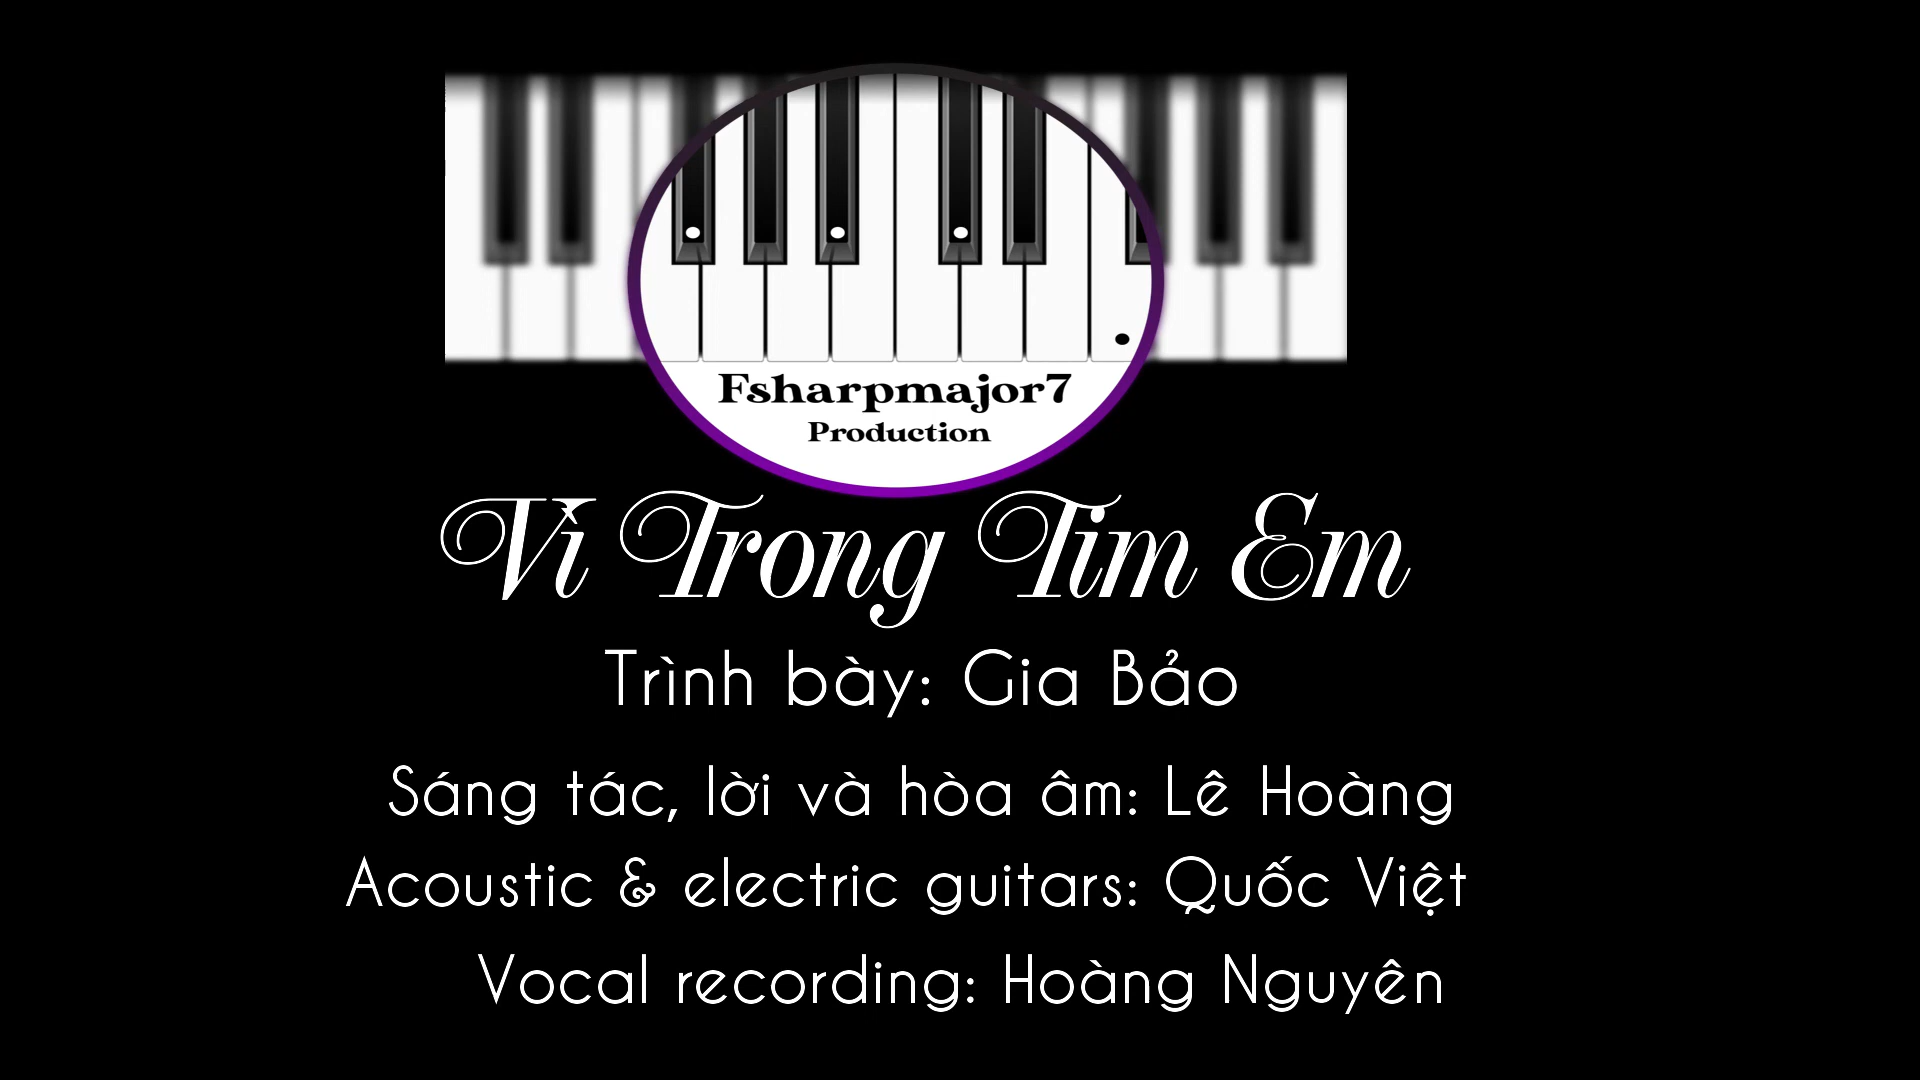 Fsharpmajor7
Production
Vì Trong Tim Em
Trình bày: Gia Bảo
Sáng tác, lời và hòa âm: Lê Hoàng
Acoustic & electric guitars: Quốc Việt
Vocal recording: Hoàng Nguyên